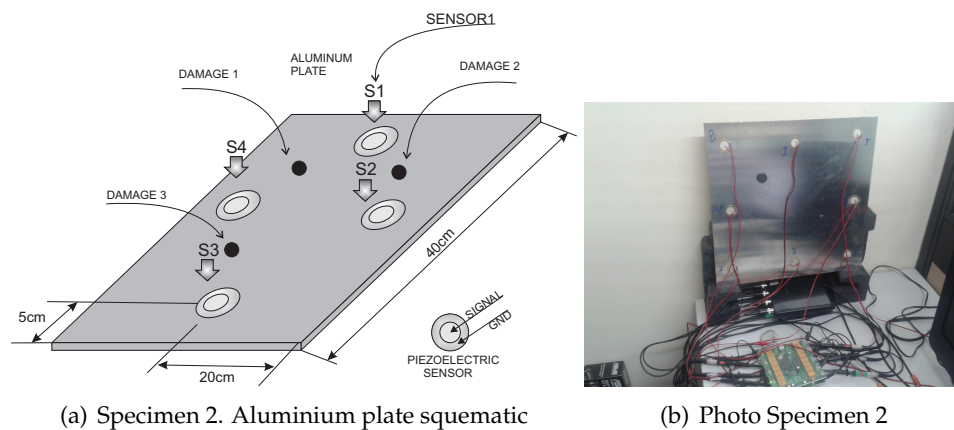 SENSOR1
ALUMINUM
PLATE
DAMAGE 1
DAMAGE 2
S1
S4
S2
DAMAGE 3
S3
40cm
5cm
20cm
SIGNAL
GND
PIEZOELECTRIC
SENSOR
(a) Specimen 2. Aluminium plate squematic
(b) Photo Specimen 2